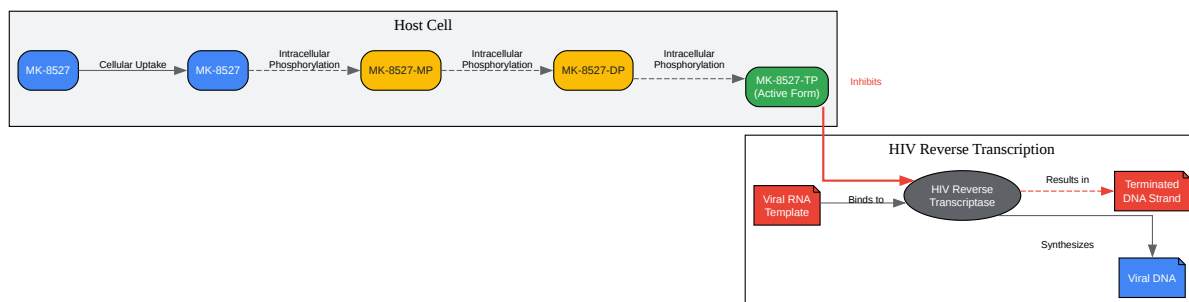 Host Cell
MK-8527
Cellular Uptake
MK-8527
Intracellular
Phosphorylation
MK-8527-MP
Intracellular
Phosphorylation
MK-8527-DP
Intracellular
Phosphorylation
MK-8527-TP
(Active Form)
Inhibits
HIV Reverse Transcription
Viral RNA
Template
Binds to
HIV Reverse
Transcriptase
Results in
Terminated
DNA Strand
Synthesizes
Viral DNA